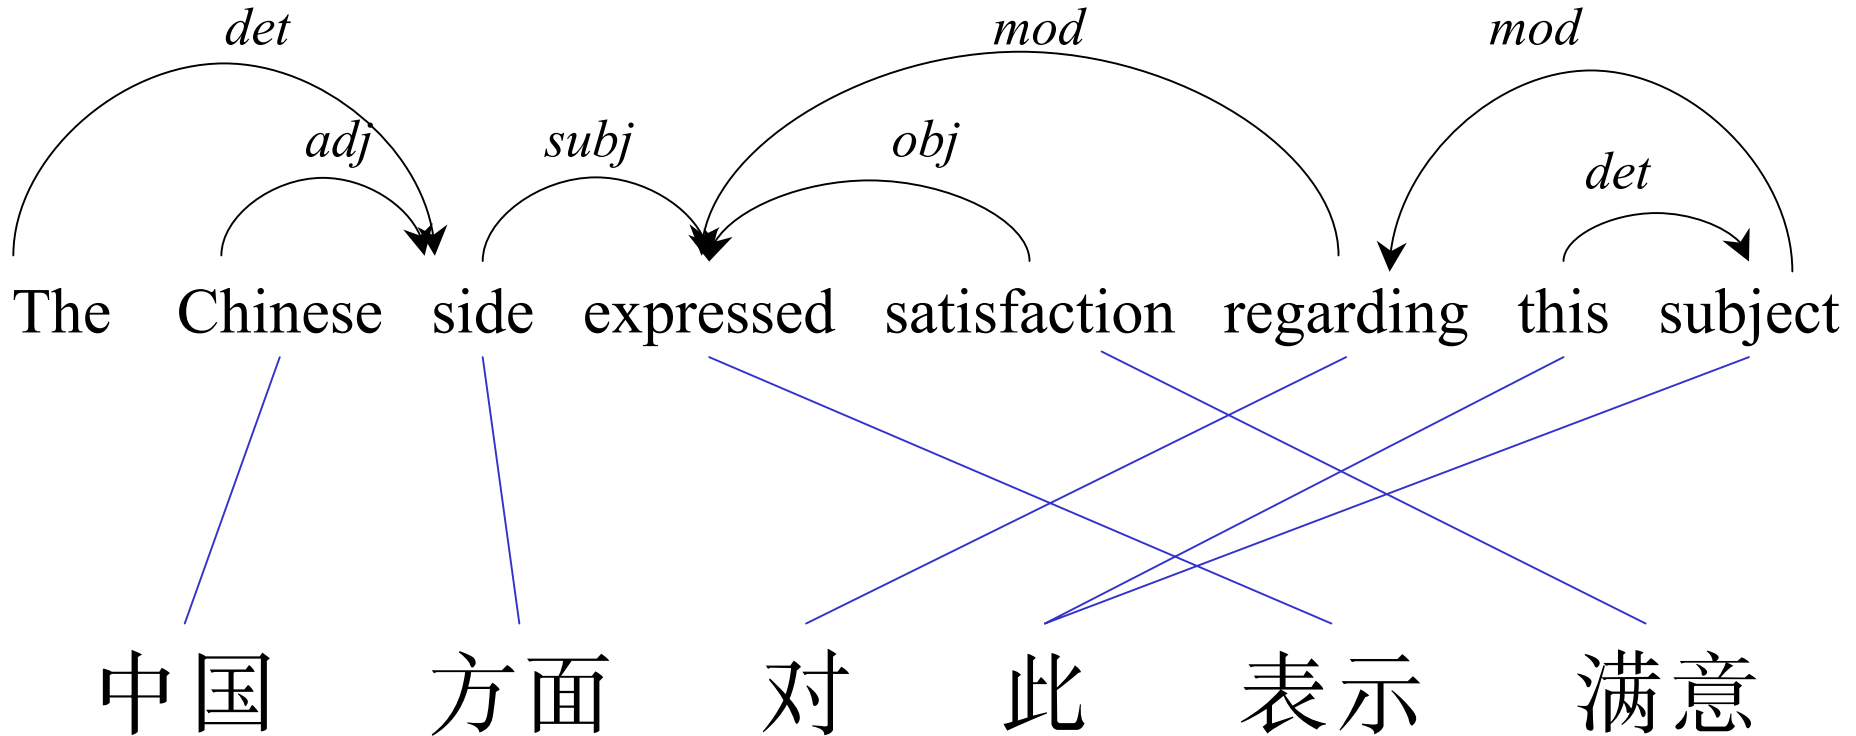 det mod mod
adj subj obj det
The Chinese side expressed satisfaction regarding this subject
中国 方面 对 此 表示 满意